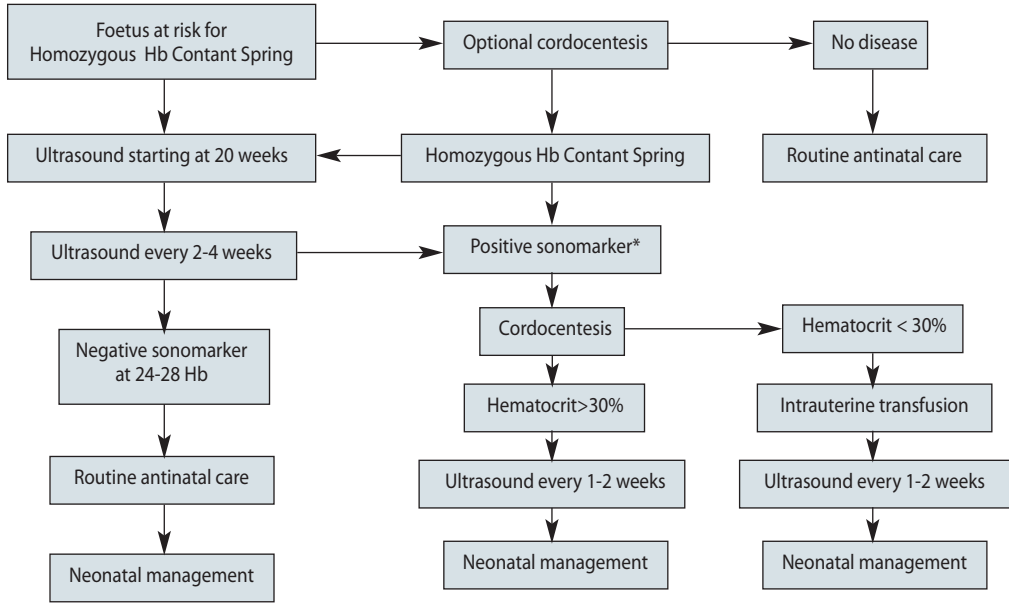 Foetus at risk for
Homozygous Hb Contant Spring
Optional cordocentesis
No disease
Ultrasound starting at 20 weeks
Homozygous Hb Contant Spring
Routine antinatal care
Ultrasound every 2-4 weeks
Positive sonomarker*
Cordocentesis
Hematocrit < 30%
Negative sonomarker
at 24-28 Hb
Hematocrit>30%
Intrauterine transfusion
Routine antinatal care
Ultrasound every 1-2 weeks
Ultrasound every 1-2 weeks
Neonatal management
Neonatal management
Neonatal management